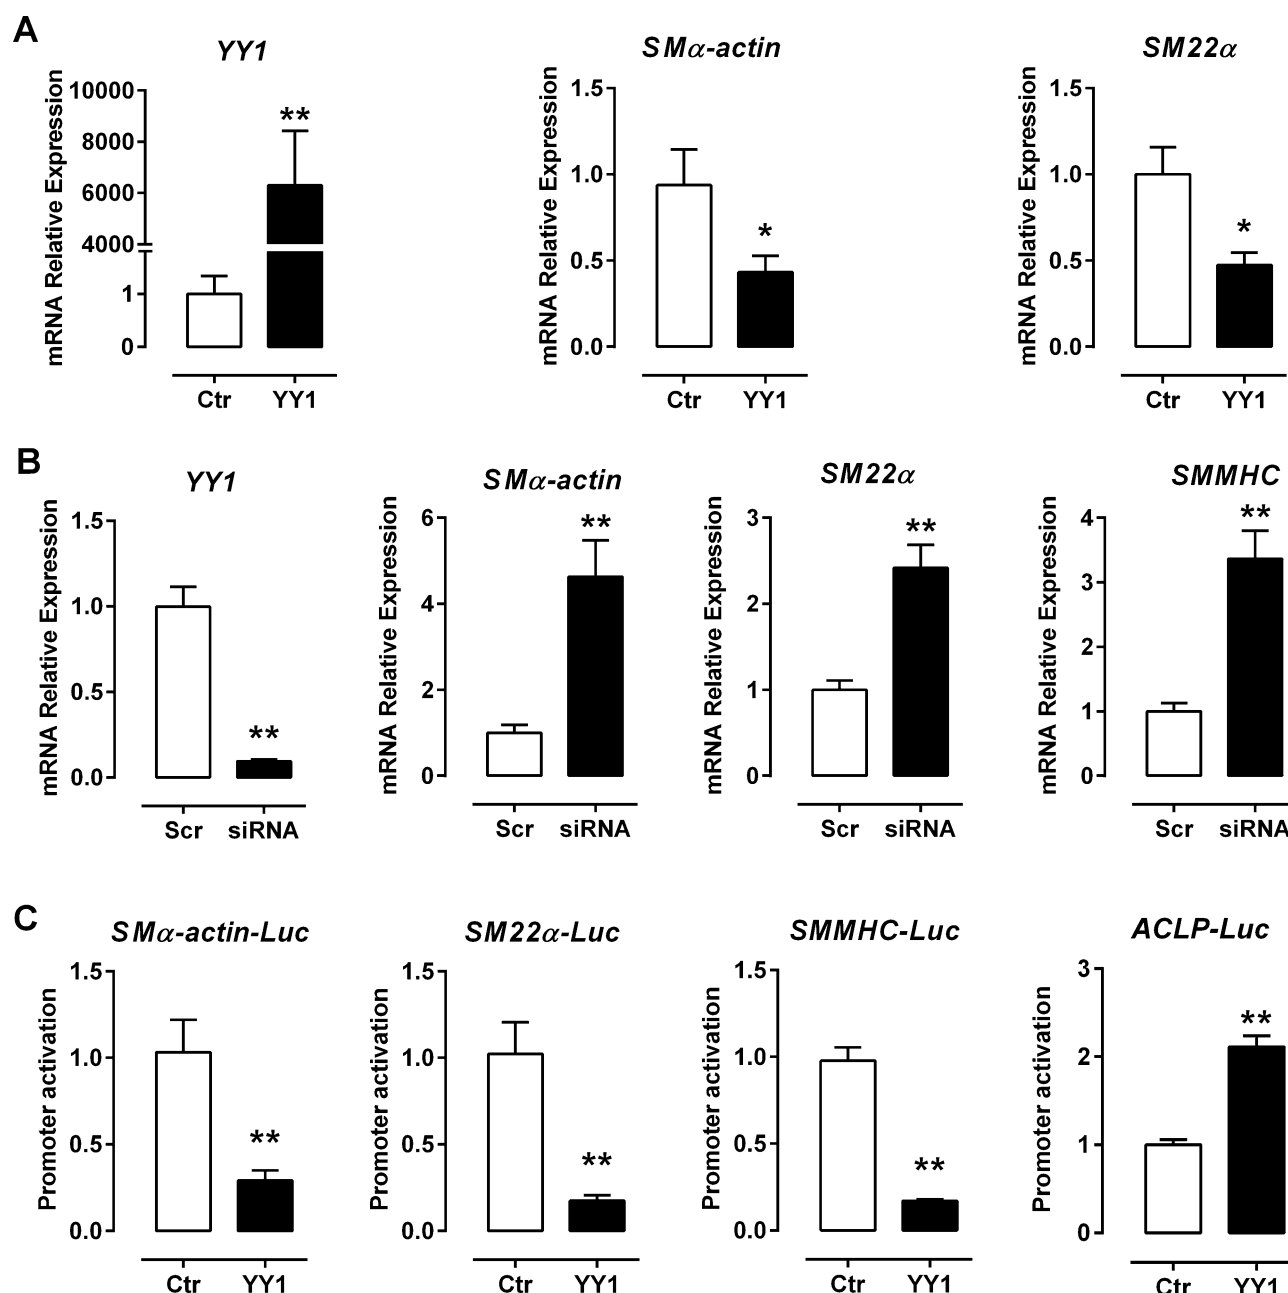 A
YY1
SMα-actin
SM22α
mRNA Relative Expression
10000
8000
6000
4000
1
0
**
Ctr YY1
mRNA Relative Expression
1.5
1.0
0.5
0.0
*
Ctr YY1
mRNA Relative Expression
1.5
1.0
0.5
0.0
*
Ctr YY1
B
YY1
SMα-actin
SM22α
SMMHC
mRNA Relative Expression
1.5
1.0
0.5
0.0
**
Scr siRNA
mRNA Relative Expression
6
4
2
0
**
Scr siRNA
mRNA Relative Expression
3
2
1
0
**
Scr siRNA
mRNA Relative Expression
4
3
2
1
0
**
Scr siRNA
C
SMα-actin-Luc
SM22α-Luc
SMMHC-Luc
ACLP-Luc
Promoter activation
1.5
1.0
0.5
0.0
**
Ctr YY1
Promoter activation
1.5
1.0
0.5
0.0
**
Ctr YY1
Promoter activation
1.5
1.0
0.5
0.0
**
Ctr YY1
Promoter activation
3
2
1
0
**
Ctr YY1